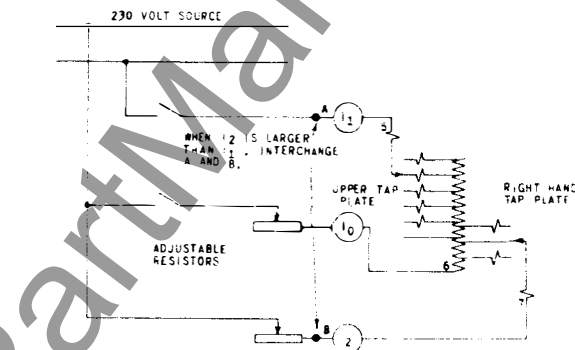 230 VOLT SOURCE
A
I1
5
WHEN I2 IS LARGER
THAN I1, INTERCHANGE
A AND B.
UPPER TAP
PLATE
RIGHT HAND
TAP PLATE
I0
ADJUSTABLE
RESISTORS
6
B
2
PartMa